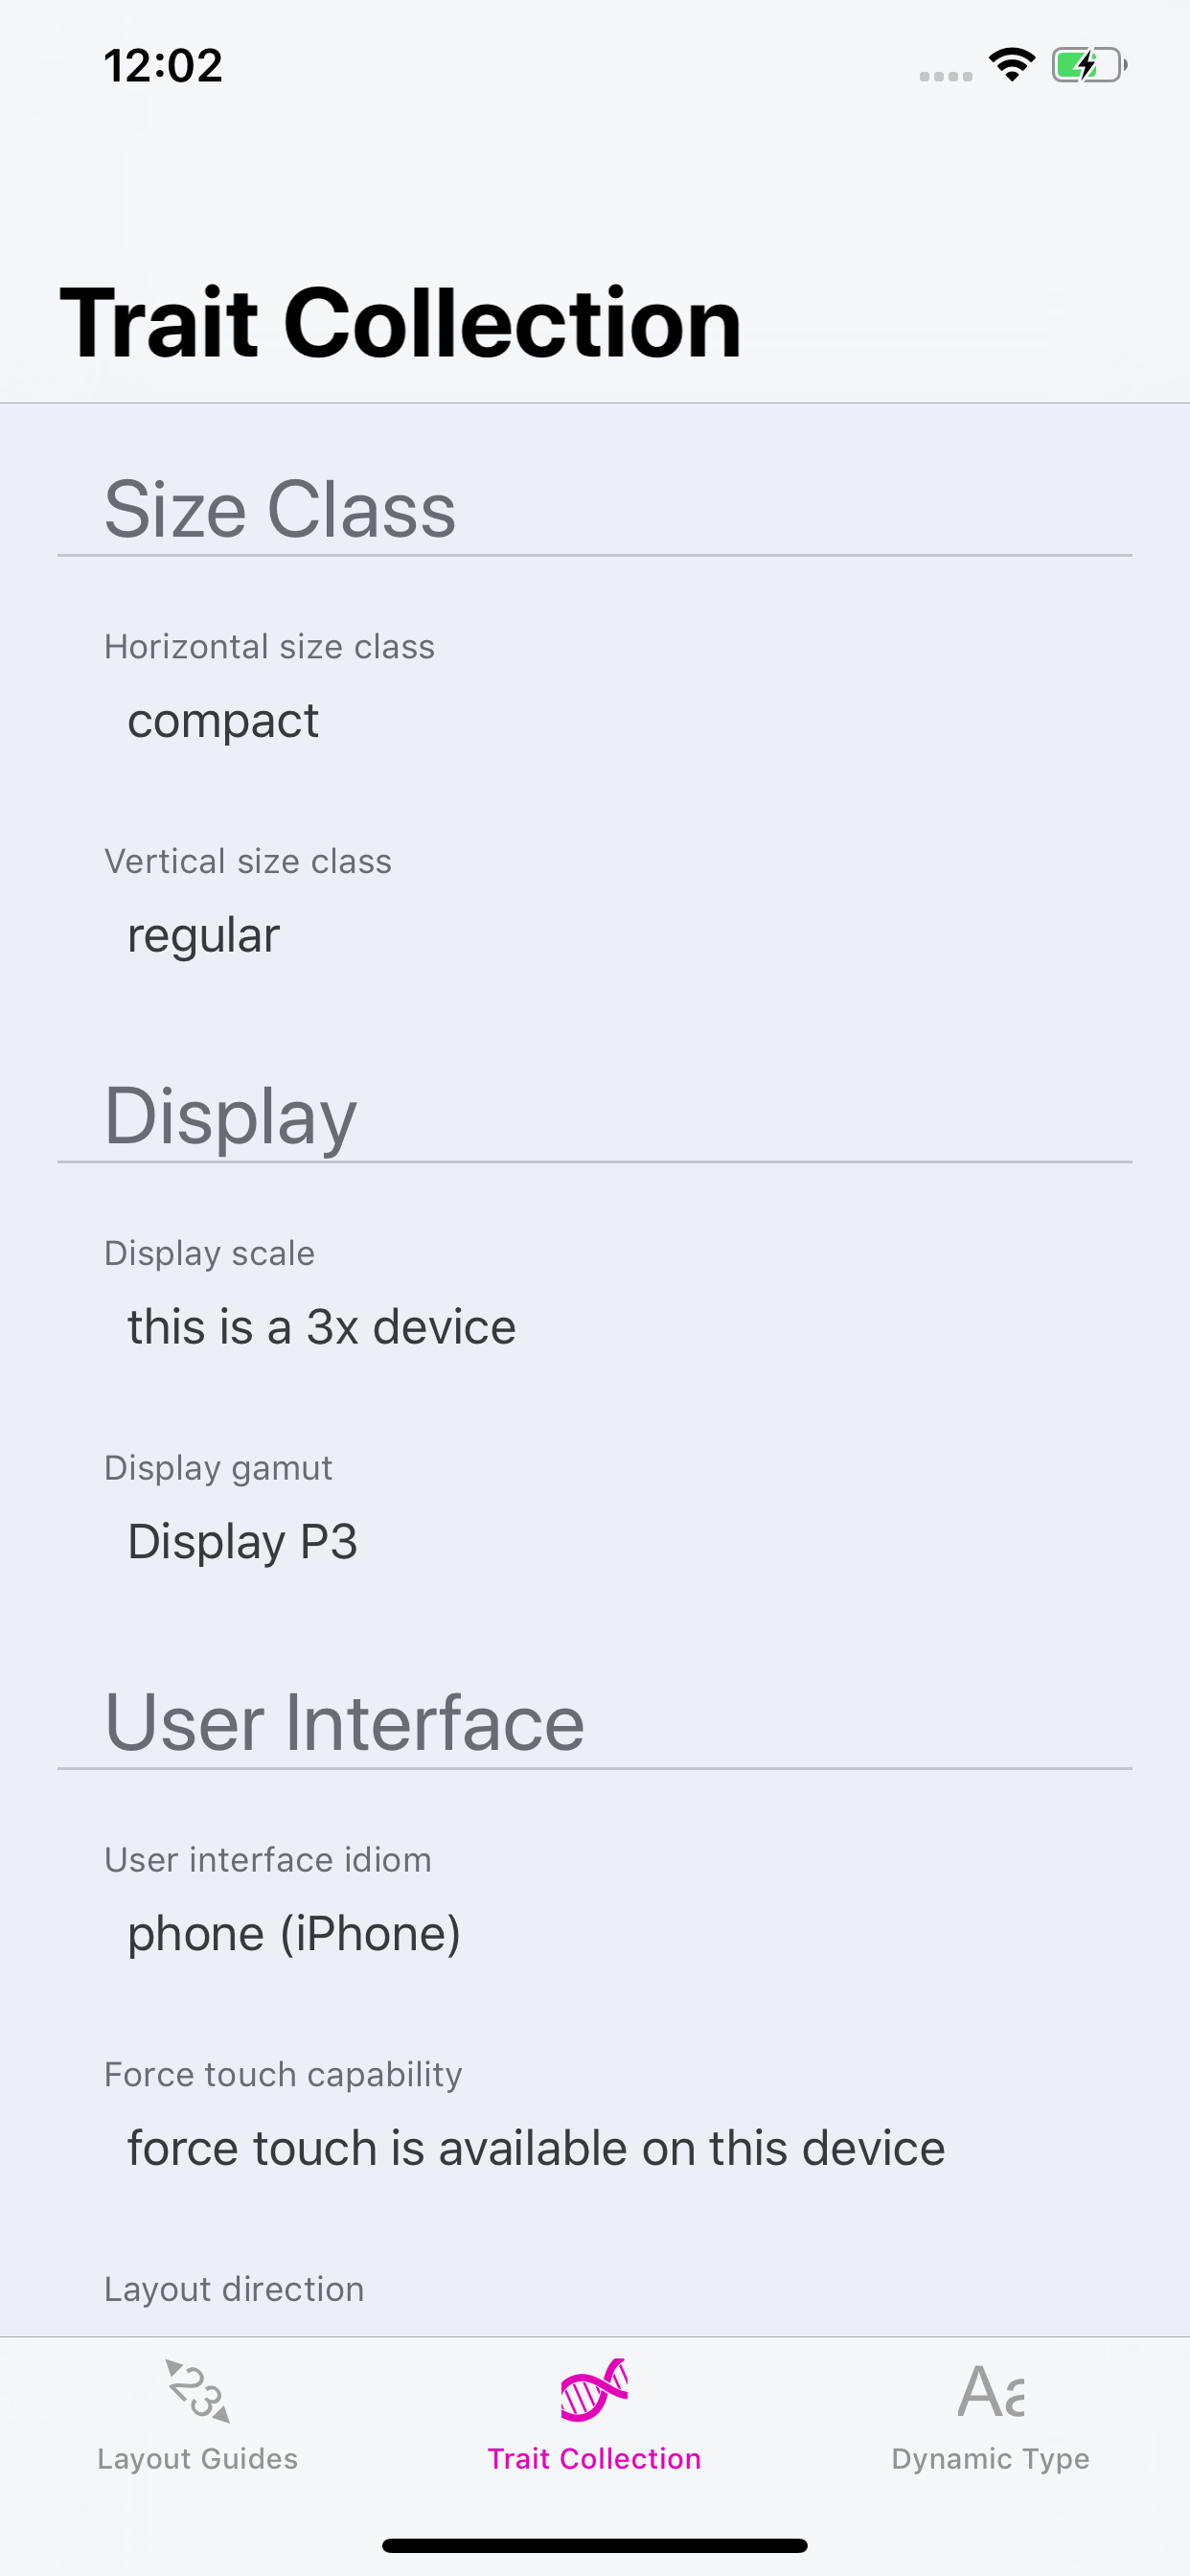 12:02
Trait Collection
Size Class
Horizontal size class
compact
Vertical size class
regular
Display
Display scale
this is a 3x device
Display gamut
Display P3
User Interface
User interface idiom
phone (iPhone)
Force touch capability
force touch is available on this device
Layout direction
23 Aa
Layout Guides Trait Collection Dynamic Type